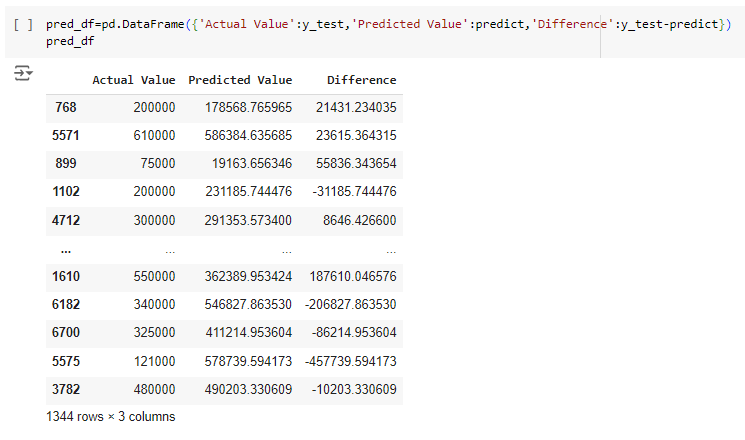 [ ] pred_df=pd.DataFrame({'Actual Value':y_test,'Predicted Value':predict,'Difference':y_test-predict})
pred_df
Actual Value Predicted Value Difference
768 200000 178568.765965 21431.234035
5571 610000 586384.635685 23615.364315
899 75000 19163.656346 55836.343654
1102 200000 231185.744476 -31185.744476
4712 300000 291353.573400 8646.426600
... ... ... ...
1610 550000 362389.953424 187610.046576
6182 340000 546827.863530 -206827.863530
6700 325000 411214.953604 -86214.953604
5575 121000 578739.594173 -457739.594173
3782 480000 490203.330609 -10203.330609
1344 rows × 3 columns